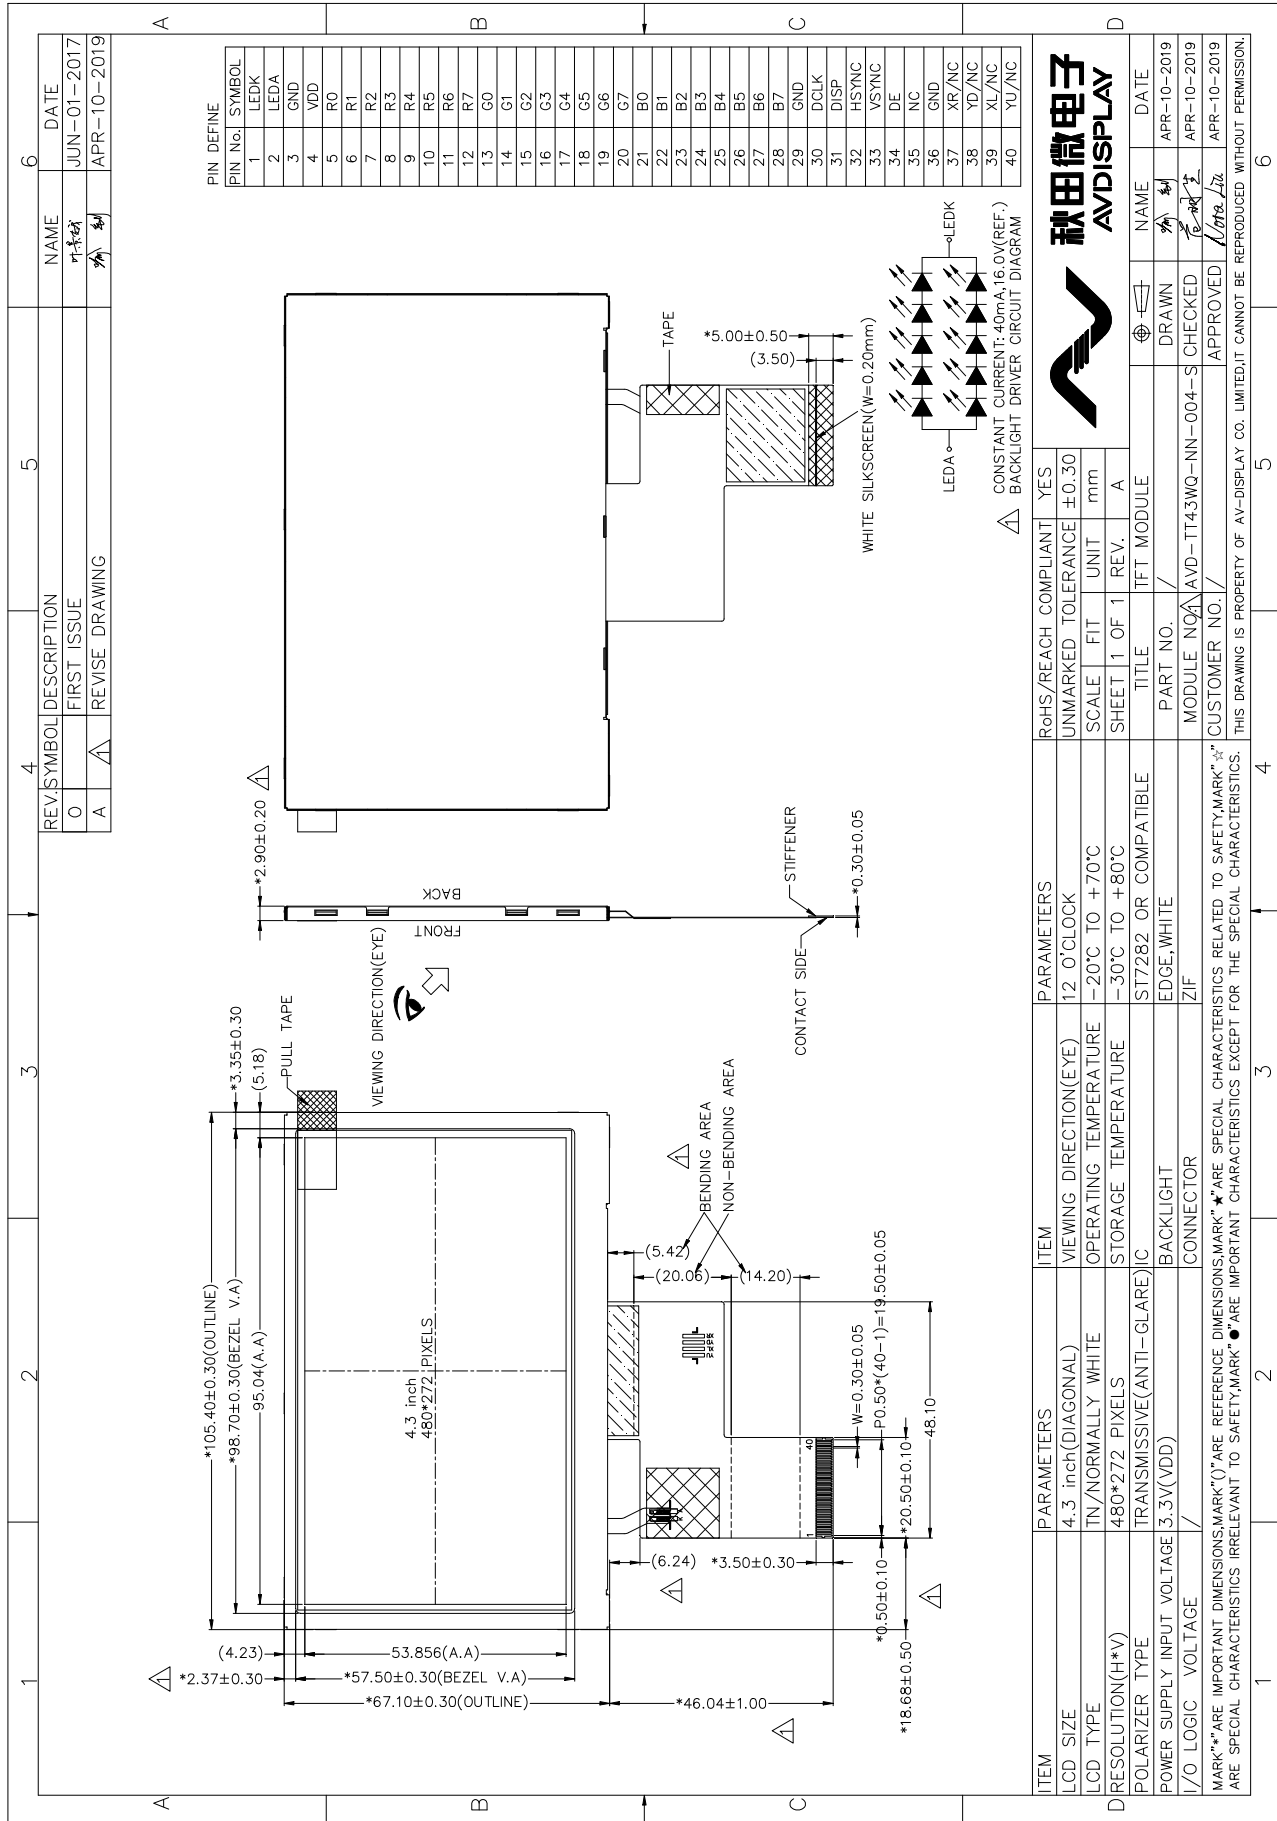 REV. SYMBOL DESCRIPTION NAME DATE
O FIRST ISSUE JUN-01-2017
A 1 REVISE DRAWING APR-10-2019
1 2 3 4 5 6
A
B
C
D
*105.40±0.30(OUTLINE)
*98.70±0.30(BEZEL V.A)
95.04(A.A)
*3.35±0.30
(5.18)
PULL TAPE
4.3 inch
480*272 PIXELS
(4.23)
1 *2.37±0.30
53.856(A.A)
*57.50±0.30(BEZEL V.A)
*67.10±0.30(OUTLINE)
*46.04±1.00
1
(6.24)
1
*3.50±0.30
(5.42)
(20.06)
(14.20)
BENDING AREA
NON-BENDING AREA
1
1 40
W=0.30±0.05
P0.50*(40-1)=19.50±0.05
*0.50±0.10
*20.50±0.10
48.10
*18.68±0.50
1
VIEWING DIRECTION(EYE)
FRONT
BACK
*2.90±0.20
1
STIFFENER
CONTACT SIDE
*0.30±0.05
TAPE
*5.00±0.50
(3.50)
WHITE SILKSCREEN(W=0.20mm)
LEDA
LEDK
CONSTANT CURRENT:40mA,16.0V(REF.)
1 BACKLIGHT DRIVER CIRCUIT DIAGRAM
PIN DEFINE
PIN No. SYMBOL
1 LEDK
2 LEDA
3 GND
4 VDD
5 R0
6 R1
7 R2
8 R3
9 R4
10 R5
11 R6
12 R7
13 G0
14 G1
15 G2
16 G3
17 G4
18 G5
19 G6
20 G7
21 B0
22 B1
23 B2
24 B3
25 B4
26 B5
27 B6
28 B7
29 GND
30 DCLK
31 DISP
32 HSYNC
33 VSYNC
34 DE
35 NC
36 GND
37 XR/NC
38 YD/NC
39 XL/NC
40 YU/NC
ITEM PARAMETERS ITEM PARAMETERS
LCD SIZE 4.3 inch(DIAGONAL) VIEWING DIRECTION(EYE) 12 O'CLOCK
LCD TYPE TN/NORMALLY WHITE OPERATING TEMPERATURE -20°C TO +70°C
RESOLUTION(H*V) 480*272 PIXELS STORAGE TEMPERATURE -30°C TO +80°C
POLARIZER TYPE TRANSMISSIVE(ANTI-GLARE) IC ST7282 OR COMPATIBLE
POWER SUPPLY INPUT VOLTAGE 3.3V(VDD) BACKLIGHT EDGE,WHITE
I/O LOGIC VOLTAGE / CONNECTOR ZIF
RoHS/REACH COMPLIANT YES
UNMARKED TOLERANCE ±0.30
SCALE FIT UNIT mm
SHEET 1 OF 1 REV. A
秋田微电子
AVDISPLAY
TITLE TFT MODULE NAME DATE
PART NO. / DRAWN APR-10-2019
MODULE NO. 1 AVD-TT43WQ-NN-004-S CHECKED APR-10-2019
CUSTOMER NO. / APPROVED Nora Liu APR-10-2019
MARK"*"ARE IMPORTANT DIMENSIONS,MARK"()"ARE REFERENCE DIMENSIONS,MARK"★"ARE SPECIAL CHARACTERISTICS RELATED TO SAFETY,MARK"☆"
ARE SPECIAL CHARACTERISTICS IRRELEVANT TO SAFETY,MARK"●"ARE IMPORTANT CHARACTERISTICS EXCEPT FOR THE SPECIAL CHARACTERISTICS.
THIS DRAWING IS PROPERTY OF AV-DISPLAY CO. LIMITED,IT CANNOT BE REPRODUCED WITHOUT PERMISSION.